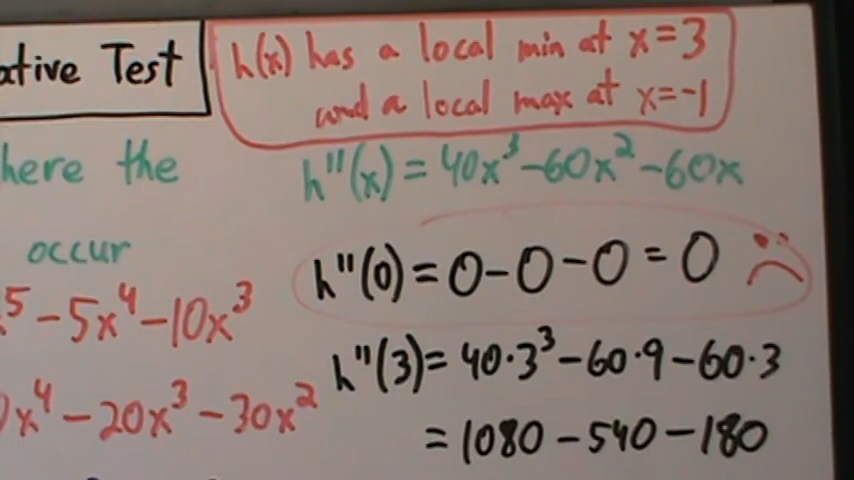 ative Test
h(x) has a local min at x=3
and a local max at x=-1
here the
occur
h''(x) = 40x³-60x²-60x
h''(0) = 0-0-0 = 0
5 -5x⁴-10x³
h''(3) = 40·3³-60·9-60·3
x⁴-20x³-30x²
= 1080-540-180